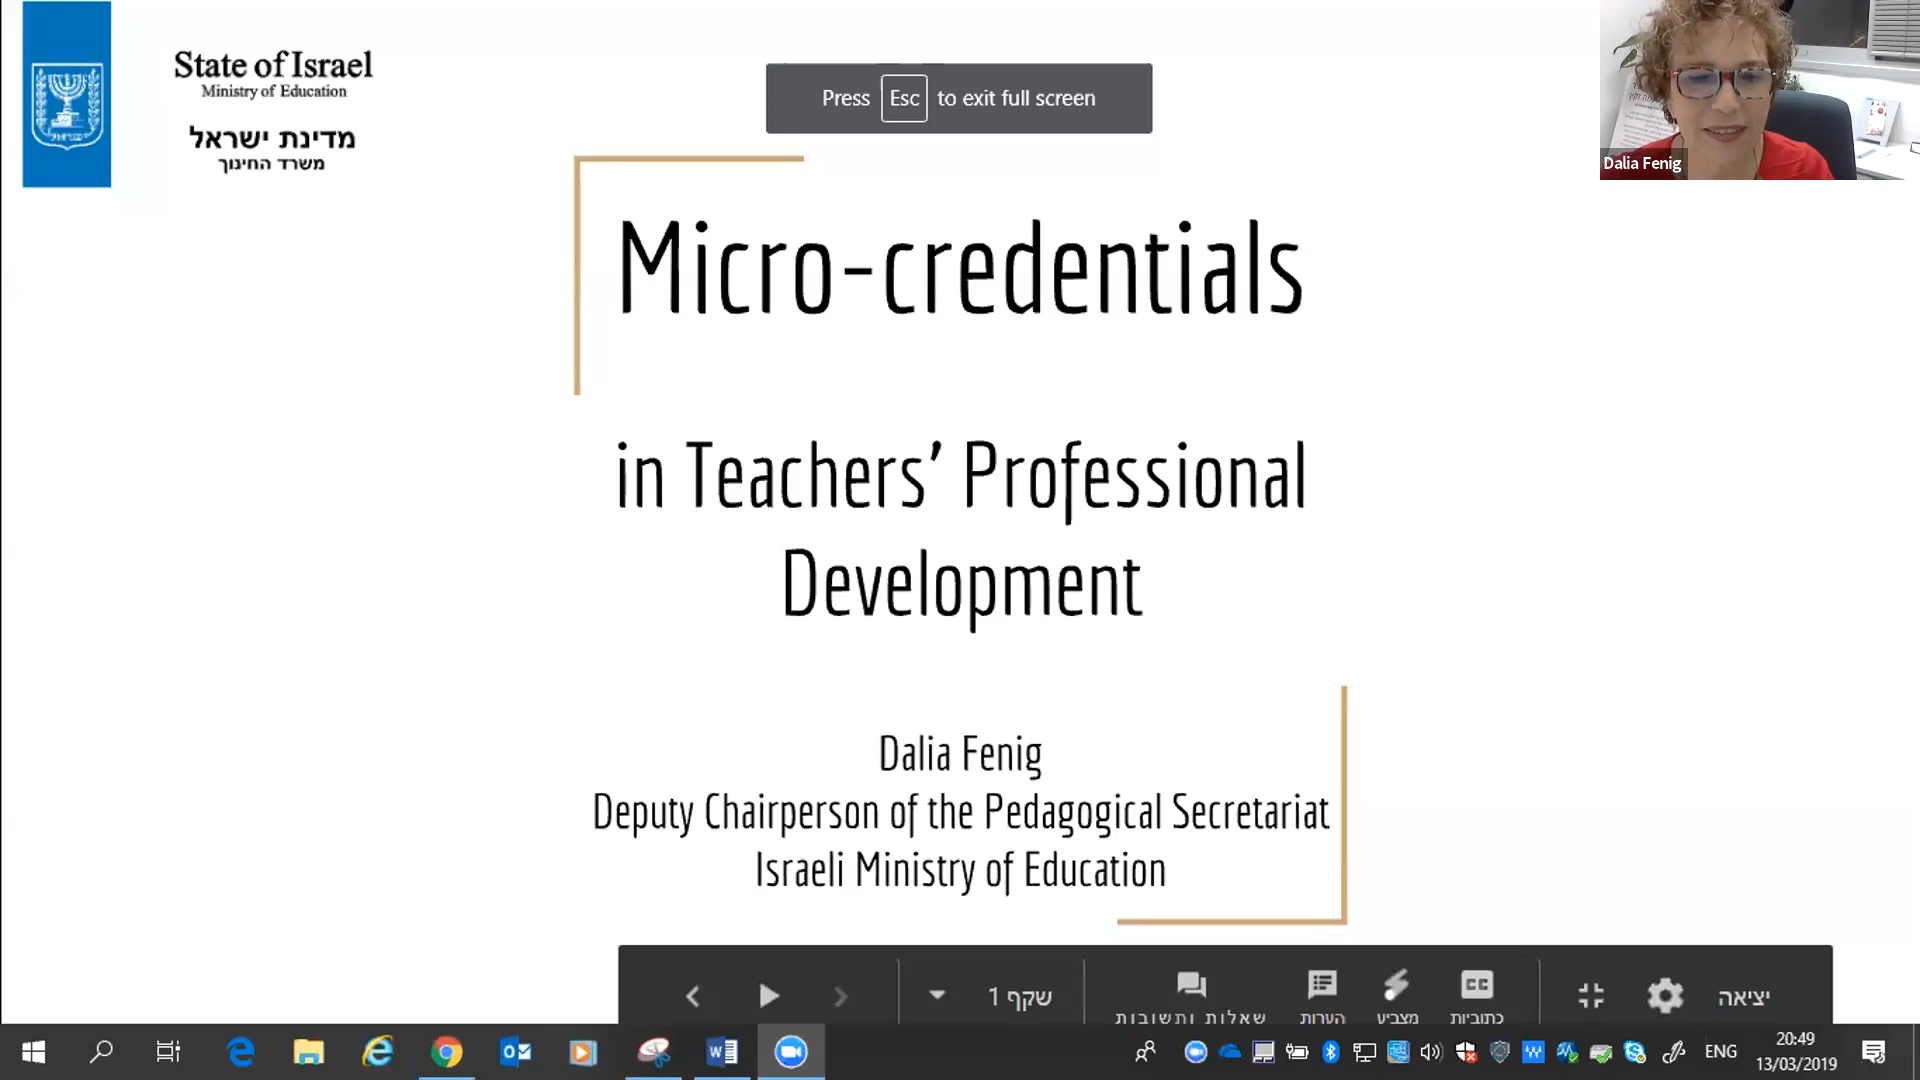 State of Israel
Ministry of Education
מדינת ישראל
משרד החינוך
Press Esc to exit full screen
Dalia Fenig
Micro-credentials
in Teachers’ Professional
Development
Dalia Fenig
Deputy Chairperson of the Pedagogical Secretariat
Israeli Ministry of Education
שקף 1
שאלות ותשובות
הערות
מצביע
CC
כתוביות
יציאה
ENG
20:49
13/03/2019